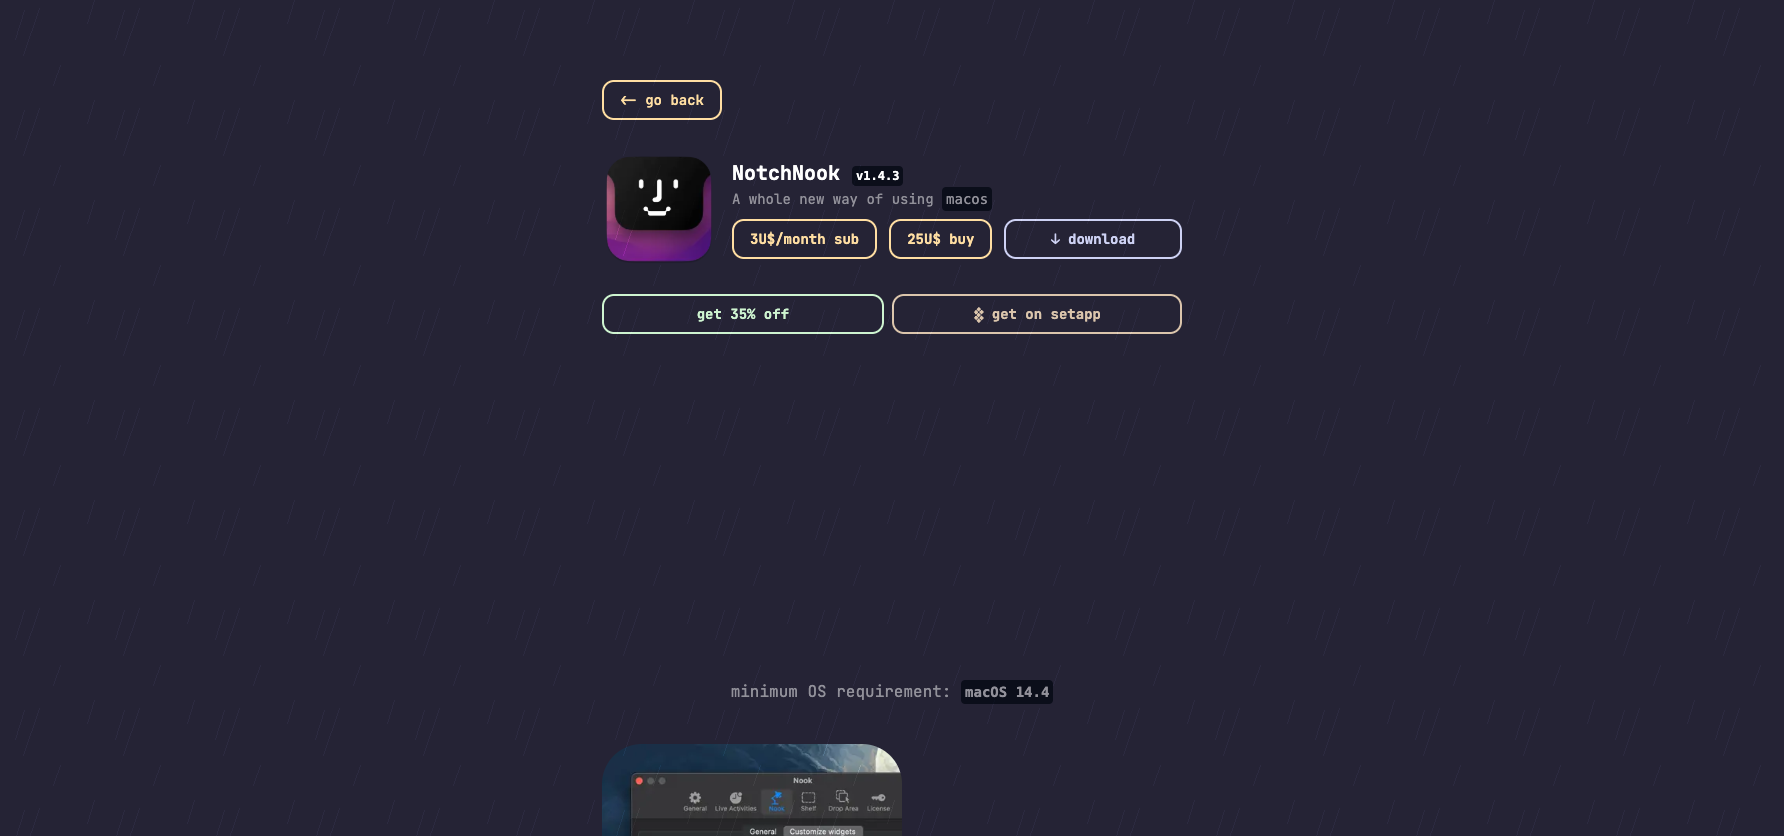 ← go back
NotchNook v1.4.3
A whole new way of using macos
3U$/month sub
25U$ buy
↓ download
get 35% off
get on setapp
minimum OS requirement: macOS 14.4
Nook
General
Live Activities
Nook
Shelf
Drop Area
License
General
Customize widgets